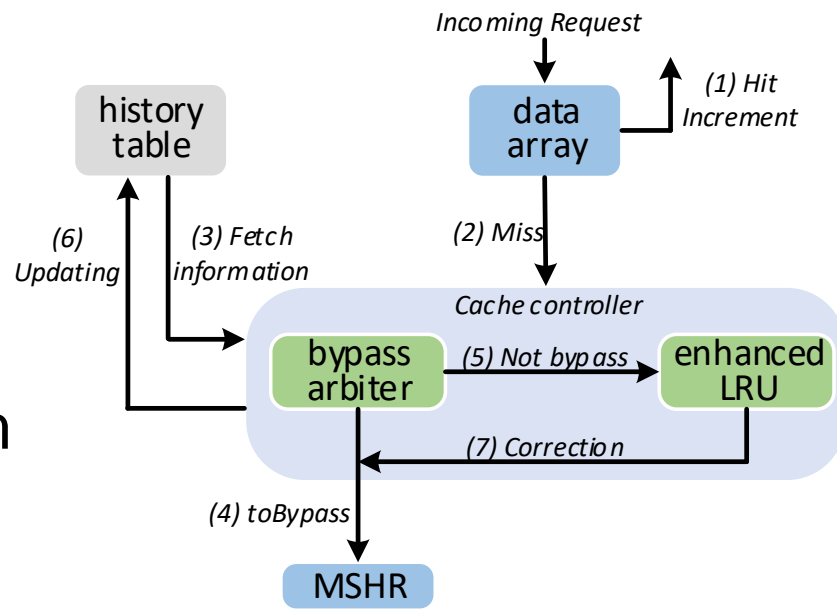 Incoming Request
history
table
data
array
(1) Hit
Increment
(6)
Updating
(3) Fetch
information
(2) Miss
Cache controller
bypass
arbiter
(5) Not bypass
enhanced
LRU
n
(7) Correction
(4) toBypass
MSHR